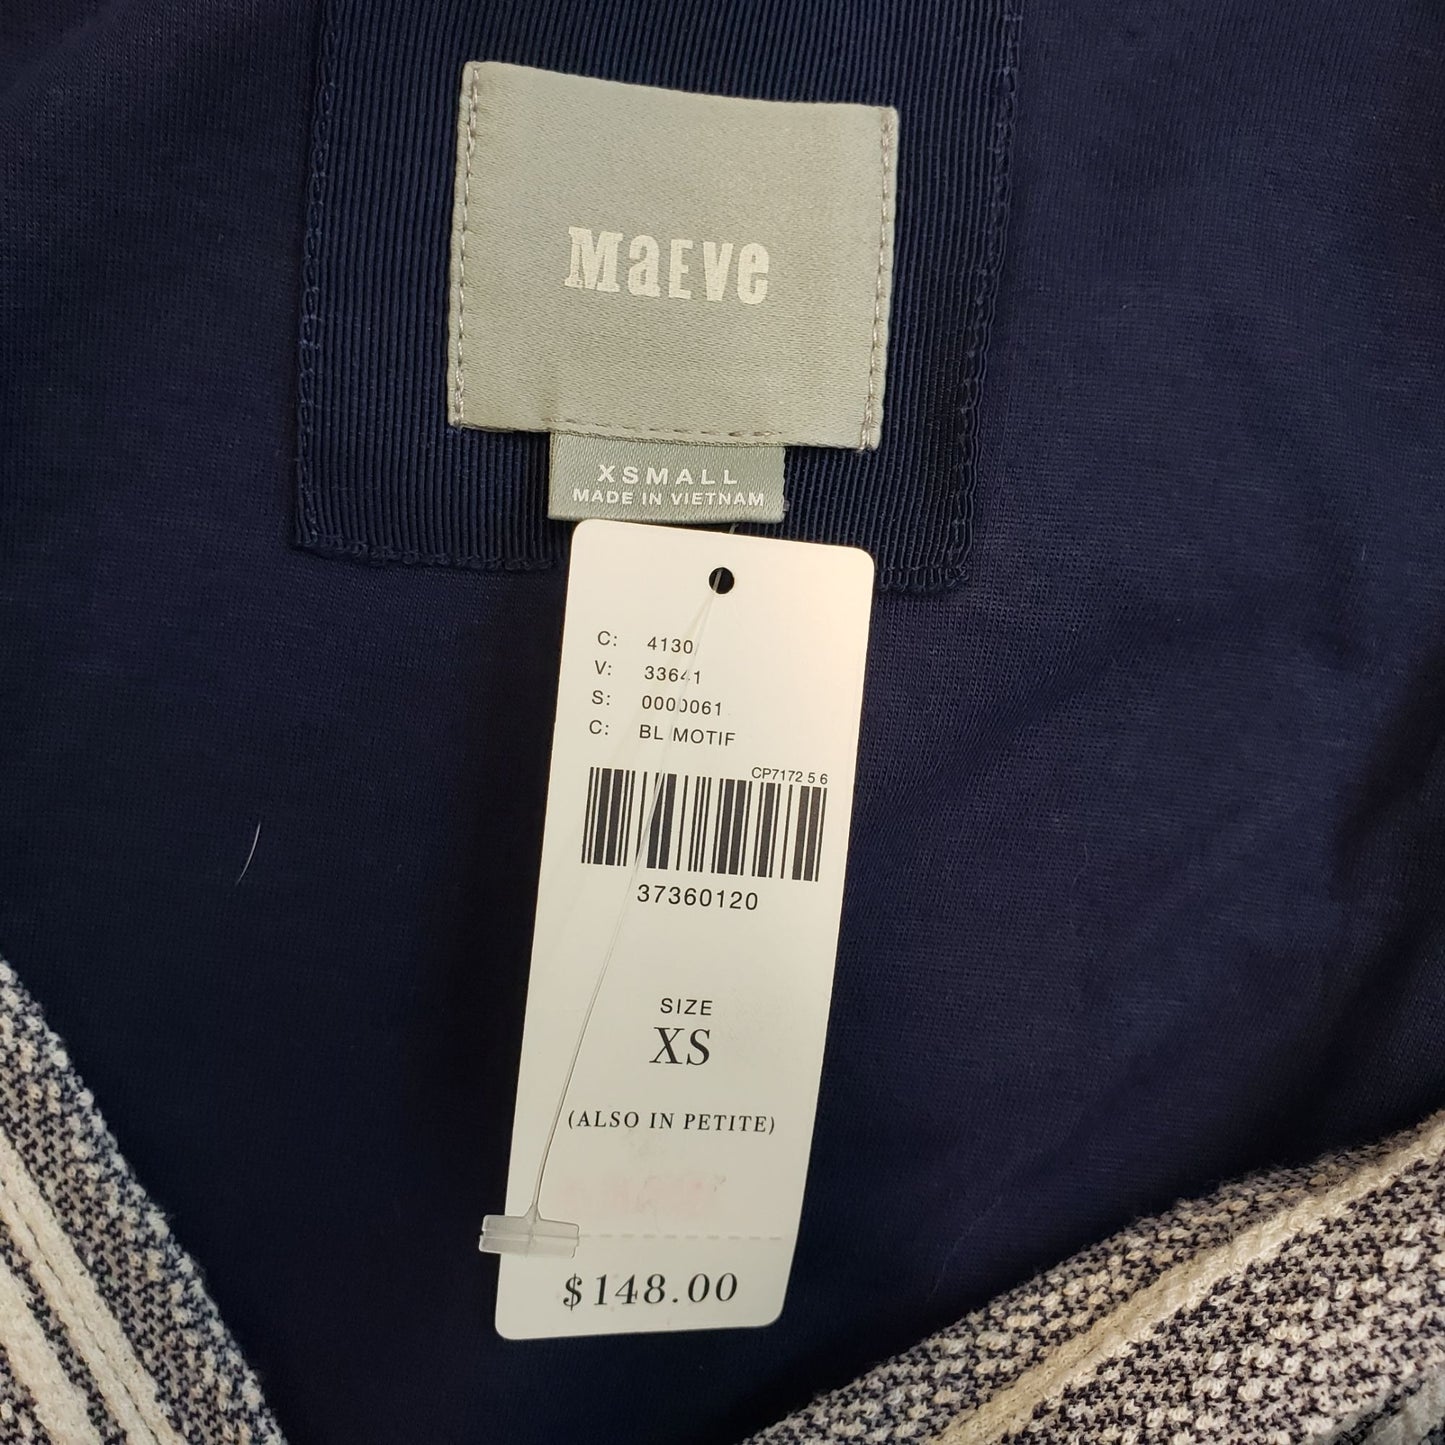 MaEve
XSMALL
MADE IN VIETNAM
C: 4130
V: 33641
S: 0000061
C: BL MOTIF
CP7172 5 6
37360120
SIZE
XS
(ALSO IN PETITE)
$148.00